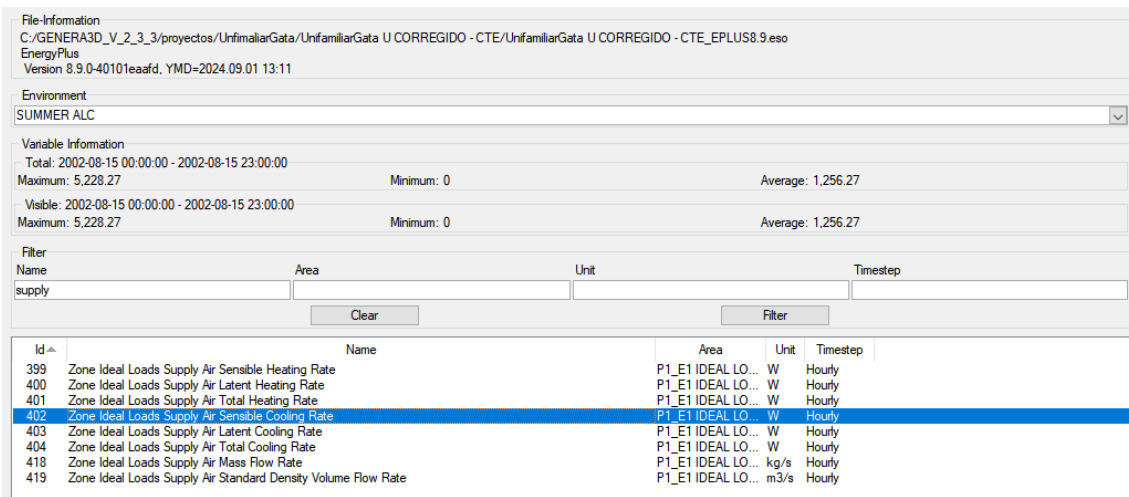 File-Information
C:/GENERA3D_V_2_3_3/proyectos/UnfimaliarGata/UnifamiliarGata U CORREGIDO - CTE/UnifamiliarGata U CORREGIDO - CTE_EPLUS8.9.eso
EnergyPlus
Version 8.9.0-40101eaafd, YMD=2024.09.01 13:11
Environment
SUMMER ALC
Variable Information
Total: 2002-08-15 00:00:00 - 2002-08-15 23:00:00
Maximum: 5,228.27 Minimum: 0 Average: 1,256.27
Visible: 2002-08-15 00:00:00 - 2002-08-15 23:00:00
Maximum: 5,228.27 Minimum: 0 Average: 1,256.27
Filter
Name Area Unit Timestep
supply
Clear Filter
Id Name Area Unit Timestep
399 Zone Ideal Loads Supply Air Sensible Heating Rate P1_E1 IDEAL LO... W Hourly
400 Zone Ideal Loads Supply Air Latent Heating Rate P1_E1 IDEAL LO... W Hourly
401 Zone Ideal Loads Supply Air Total Heating Rate P1_E1 IDEAL LO... W Hourly
402 Zone Ideal Loads Supply Air Sensible Cooling Rate P1_E1 IDEAL LO... W Hourly
403 Zone Ideal Loads Supply Air Latent Cooling Rate P1_E1 IDEAL LO... W Hourly
404 Zone Ideal Loads Supply Air Total Cooling Rate P1_E1 IDEAL LO... W Hourly
418 Zone Ideal Loads Supply Air Mass Flow Rate P1_E1 IDEAL LO... kg/s Hourly
419 Zone Ideal Loads Supply Air Standard Density Volume Flow Rate P1_E1 IDEAL LO... m3/s Hourly